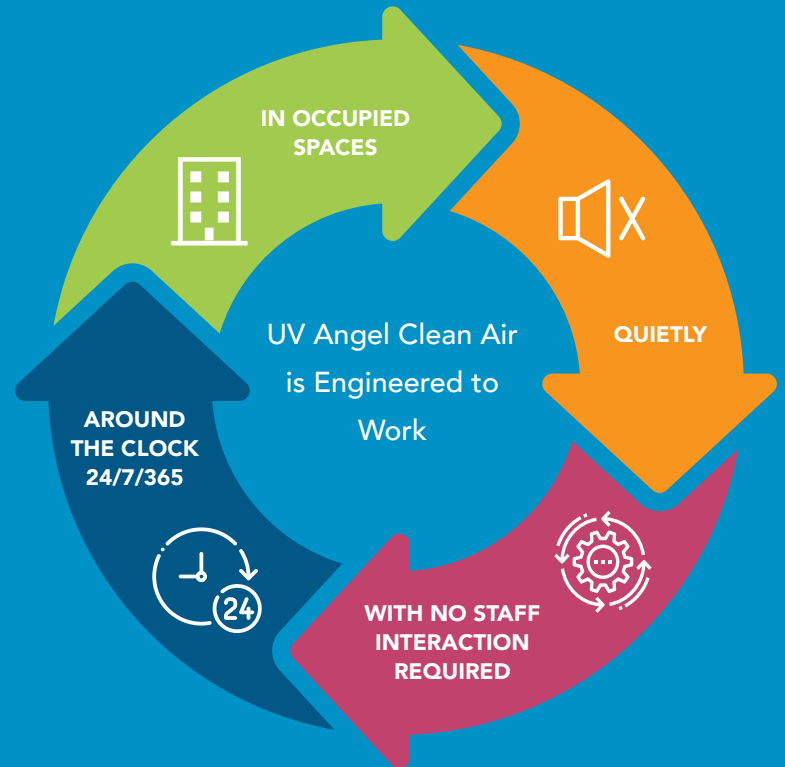 IN OCCUPIED
SPACES
QUIETLY
UV Angel Clean Air
is Engineered to
Work
AROUND
THE CLOCK
24/7/365
24
WITH NO STAFF
INTERACTION
REQUIRED